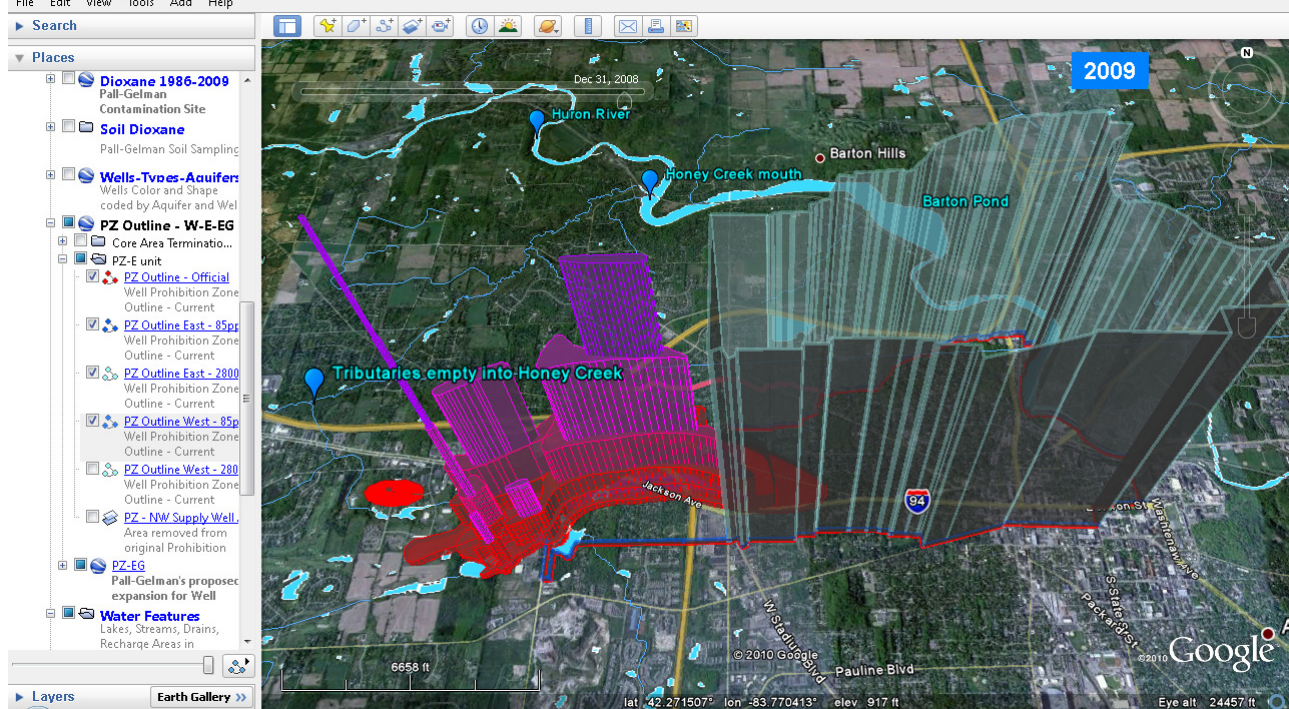 File Edit View Tools Add Help
Search
Places
Dioxane 1986-2009
Pall-Gelman
Contamination Site
Soil Dioxane
Pall-Gelman Soil Sampling
Wells-Types-Aquifers
Wells Color and Shape
coded by Aquifer and Wel
PZ Outline - W-E-EG
Core Area Terminatio...
PZ-E unit
PZ Outline - Official
Well Prohibition Zone
Outline - Current
PZ Outline East - 85pp
Well Prohibition Zone
Outline - Current
PZ Outline East - 2800
Well Prohibition Zone
Outline - Current
PZ Outline West - 85p
Well Prohibition Zone
Outline - Current
PZ Outline West - 280
Well Prohibition Zone
Outline - Current
PZ - NW Supply Well
Area removed from
original Prohibition
PZ-EG
Pall-Gelman's proposed
expansion for Well
Water Features
Lakes, Streams, Drains,
Recharge Areas in
Layers
Earth Gallery >>
Dec 31, 2008
2009
N
Huron River
Barton Hills
Honey Creek mouth
Barton Pond
Tributaries empty into Honey Creek
Jackson Ave
94
Washtenaw Ave
S State St
Packard St
W Stadium Blvd
Pauline Blvd
A
© 2010 Google
©2010 Google
6658 ft
lat 42.271507° lon -83.770413° elev 917 ft
Eye alt 24457 ft